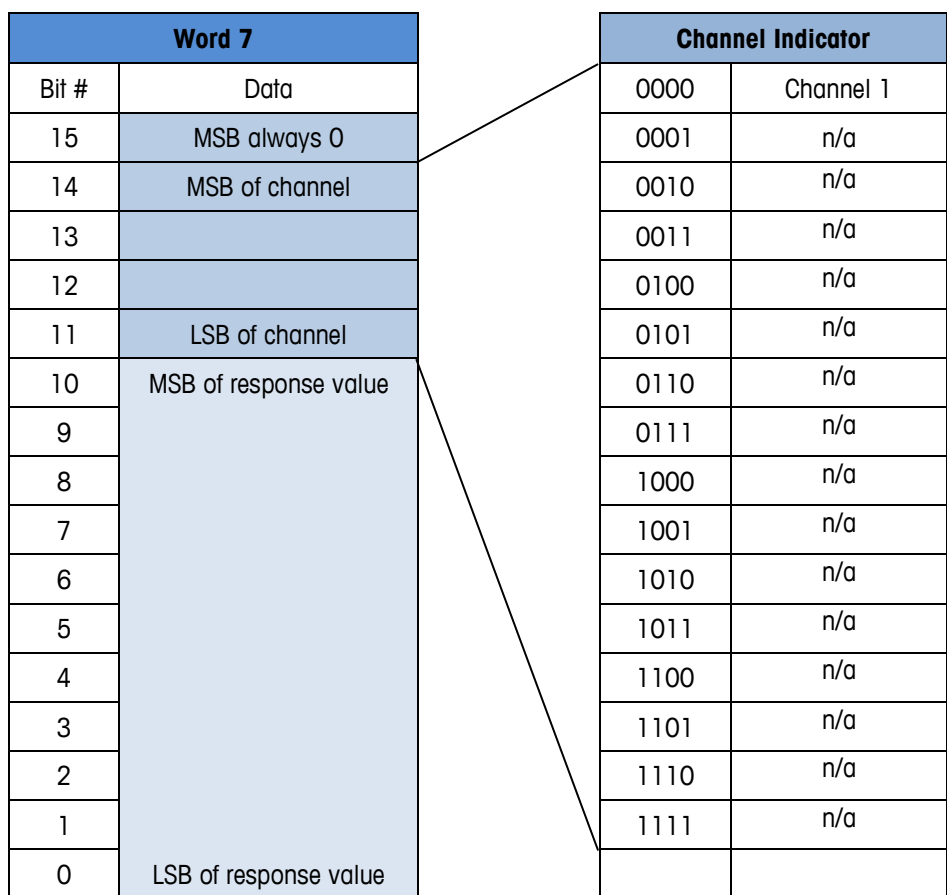 Word 7
Bit # Data
15 MSB always 0
14 MSB of channel
13
12
11 LSB of channel
10 MSB of response value
9
8
7
6
5
4
3
2
1
0 LSB of response value
Channel Indicator
0000 Channel 1
0001 n/a
0010 n/a
0011 n/a
0100 n/a
0101 n/a
0110 n/a
0111 n/a
1000 n/a
1001 n/a
1010 n/a
1011 n/a
1100 n/a
1101 n/a
1110 n/a
1111 n/a